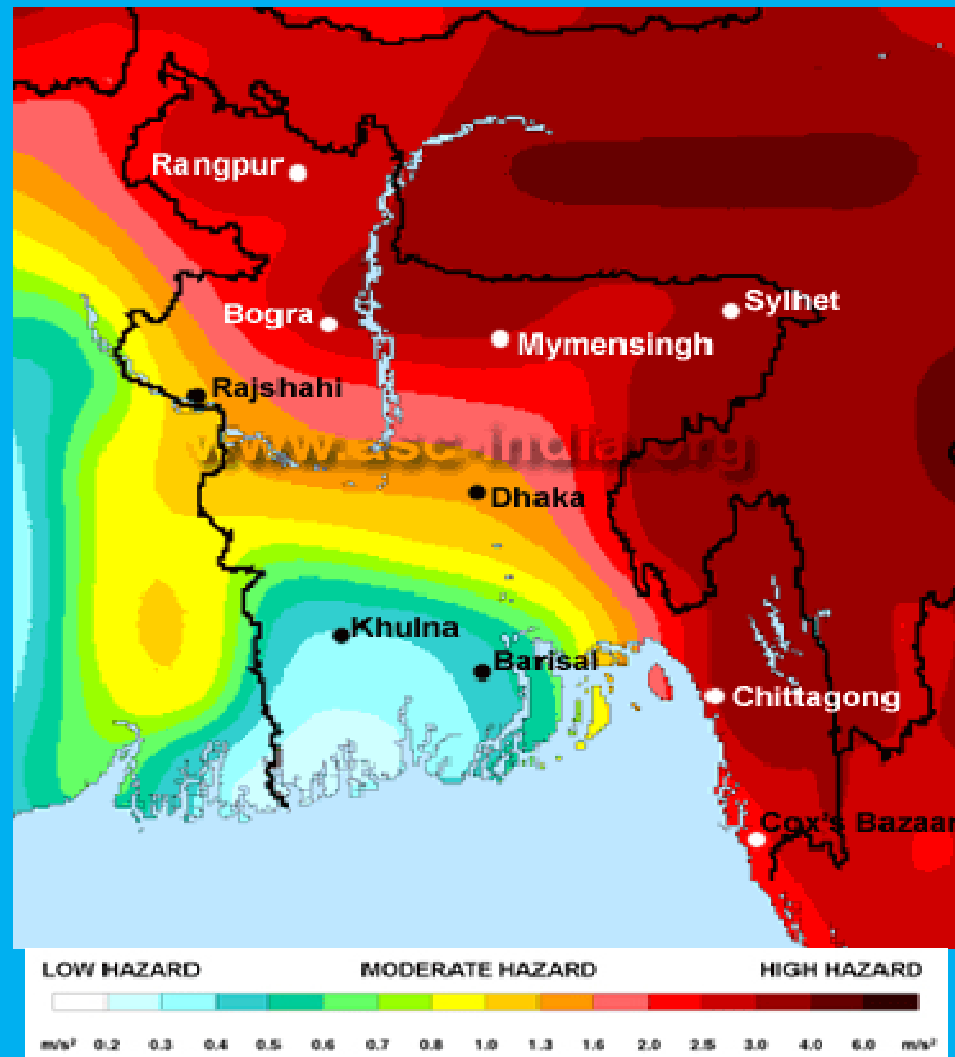 Rangpur
Bogra
Sylhet
Mymensingh
Rajshahi
www.asc-india.org
Dhaka
Khulna
Barisal
Chittagong
Cox's Bazaar
LOW HAZARD MODERATE HAZARD HIGH HAZARD
m/s² 0.2 0.3 0.4 0.5 0.6 0.7 0.8 1.0 1.3 1.6 2.0 2.5 3.0 4.0 5.0 m/s²